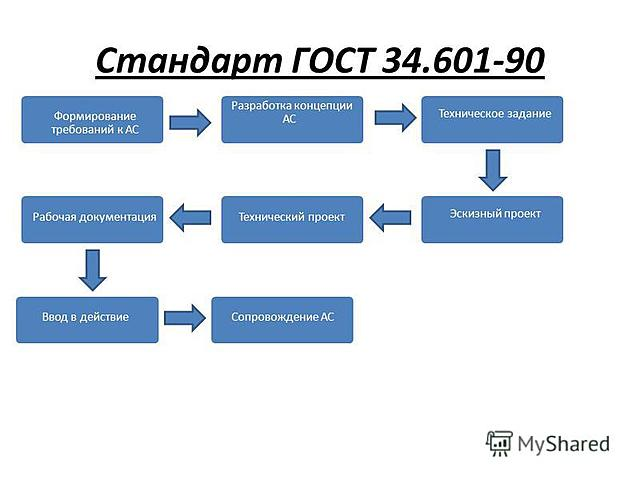 Стандарт ГОСТ 34.601-90
Формирование
требований к АС
Разработка концепции
АС
Техническое задание
Эскизный проект
Технический проект
Рабочая документация
Ввод в действие
Сопровождение АС
MyShared